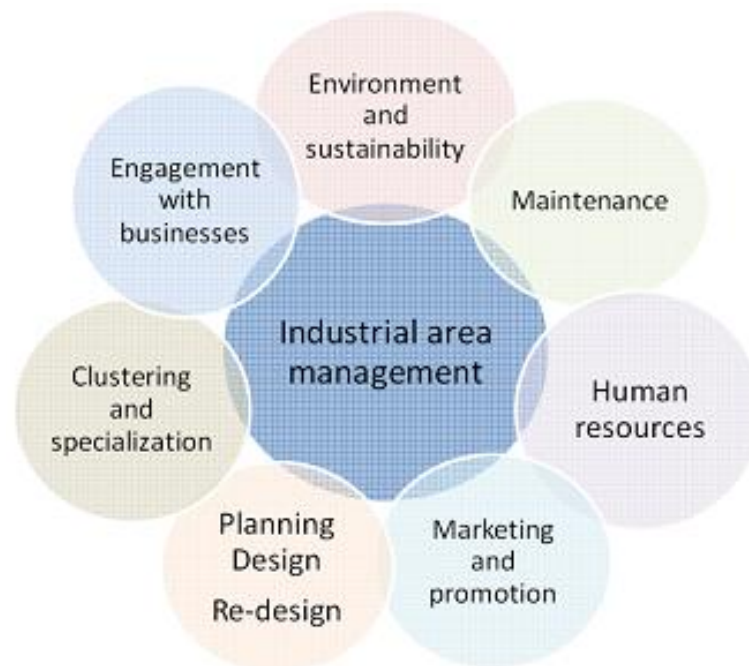 Environment
and
sustainability
Maintenance
Human
resources
Marketing
and
promotion
Planning
Design
Re-design
Clustering
and
specialization
Engagement
with
businesses
Industrial area
management